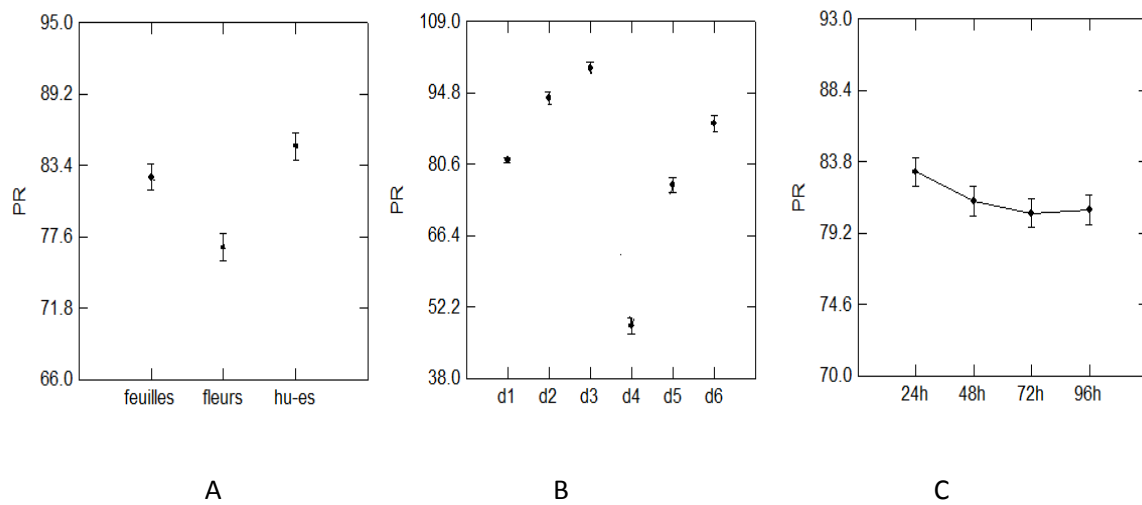 95.0
89.2
83.4
77.6
71.8
66.0
PR
feuilles fleurs hu-es
109.0
94.8
80.6
66.4
52.2
38.0
PR
d1 d2 d3 d4 d5 d6
93.0
88.4
83.8
79.2
74.6
70.0
PR
24h 48h 72h 96h
A B C